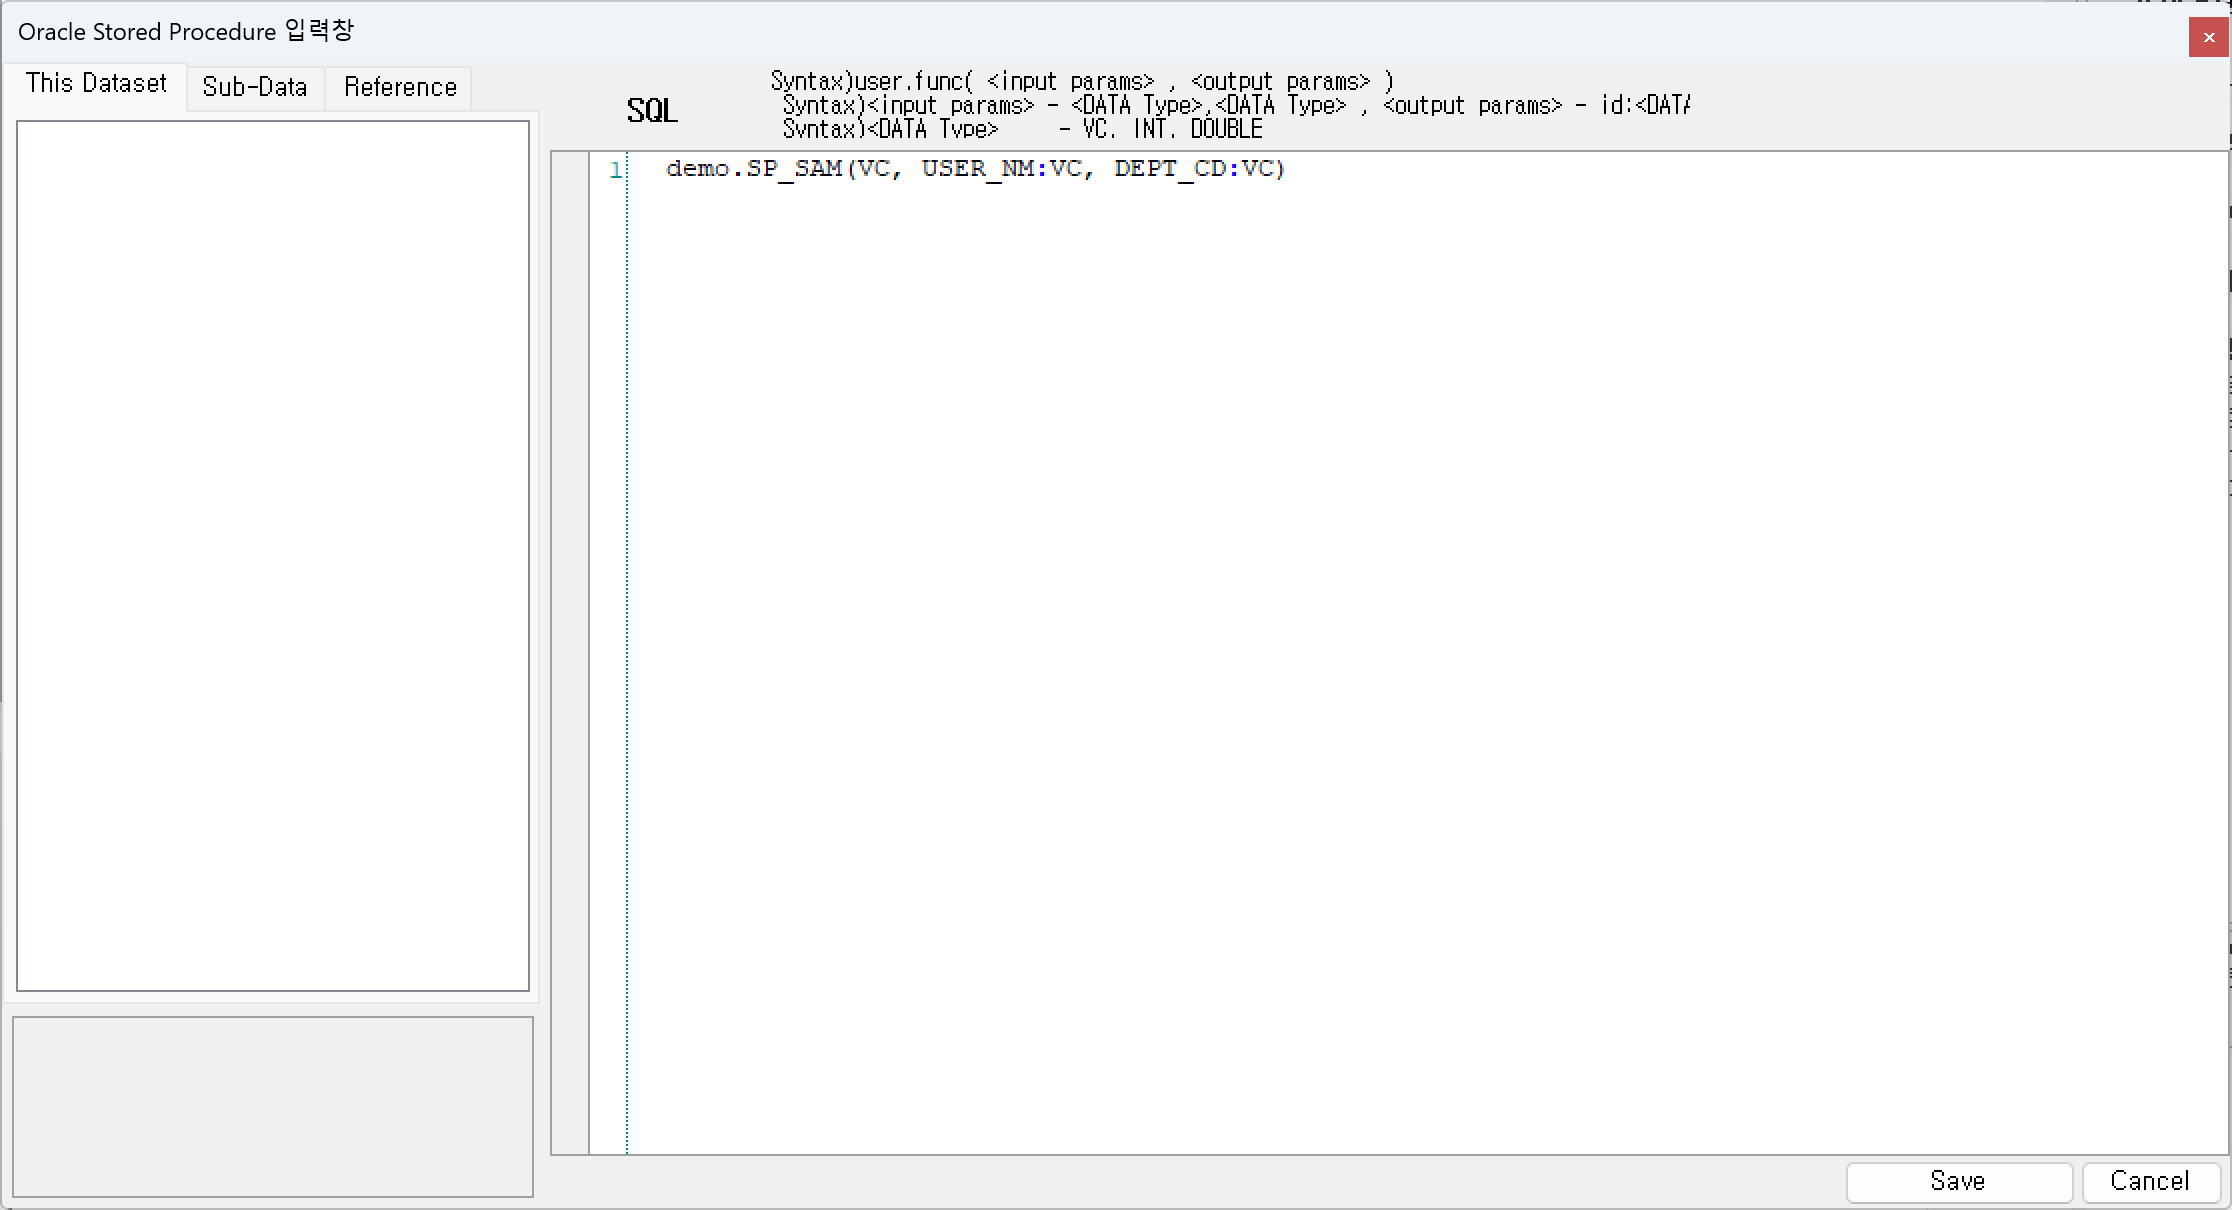 Oracle Stored Procedure 입력창
×
This Dataset
Sub-Data
Reference
SQL
Syntax)user.func( <input params> , <output params> )
Syntax)<input params> - <DATA Type>,<DATA Type> , <output params> - id:<DATA
Syntax)<DATA Type> - VC, INT, DOUBLE
1 demo.SP_SAM(VC, USER_NM:VC, DEPT_CD:VC)
Save
Cancel